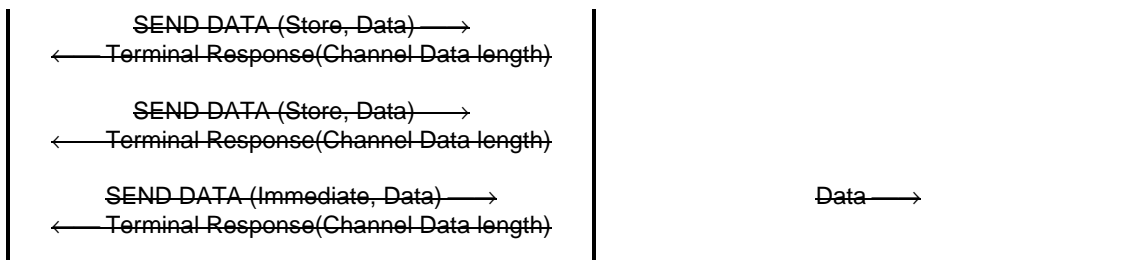 SEND DATA (Store, Data) ⟶
⟵ Terminal Response(Channel Data length)
SEND DATA (Store, Data) ⟶
⟵ Terminal Response(Channel Data length)
SEND DATA (Immediate, Data) ⟶ Data ⟶
⟵ Terminal Response(Channel Data length)